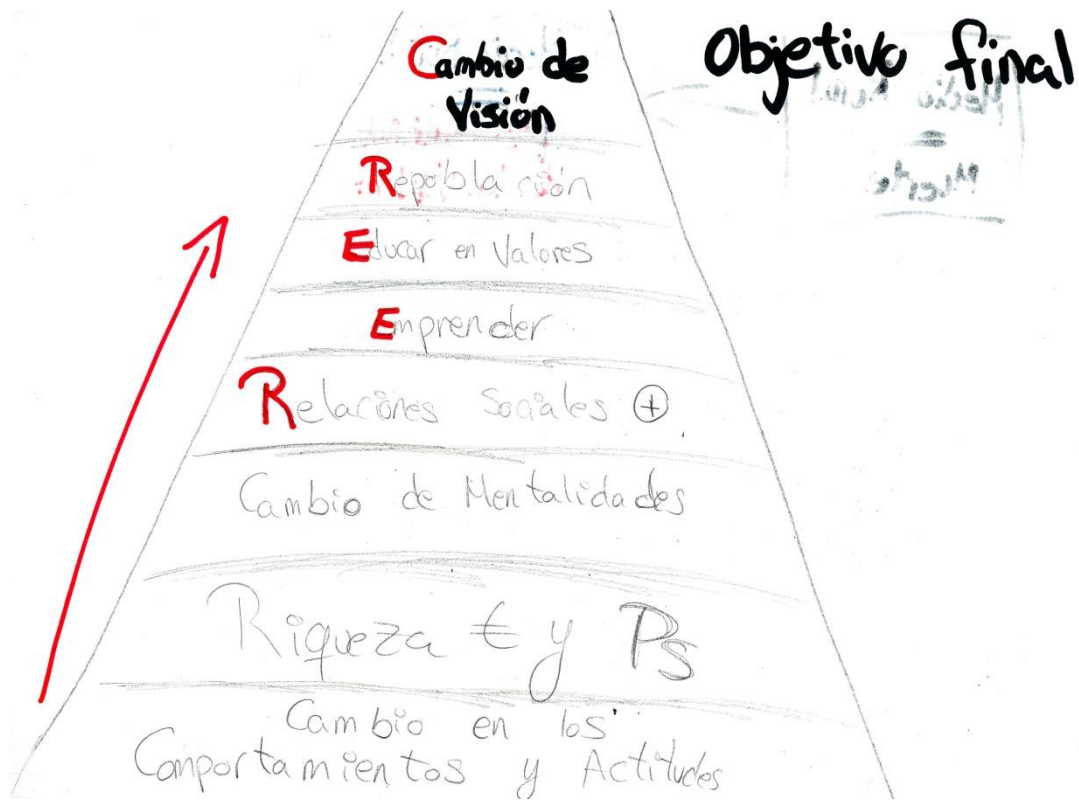 Cambio de
Visión
Objetivo final
Repoblación
Educar en Valores
Emprender
Relaciones Sociales +
Cambio de Mentalidades
Riqueza € y Ps
Cambio en los
Comportamientos y Actitudes